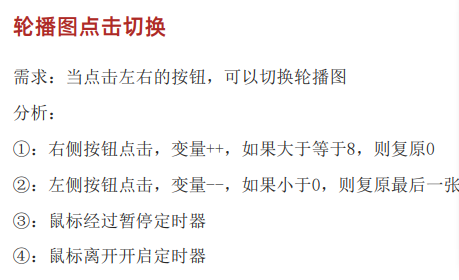 轮播图点击切换
需求：当点击左右的按钮，可以切换轮播图
分析：
①：右侧按钮点击，变量++，如果大于等于8，则复原0
②：左侧按钮点击，变量--，如果小于0，则复原最后一张
③：鼠标经过暂停定时器
④：鼠标离开开启定时器